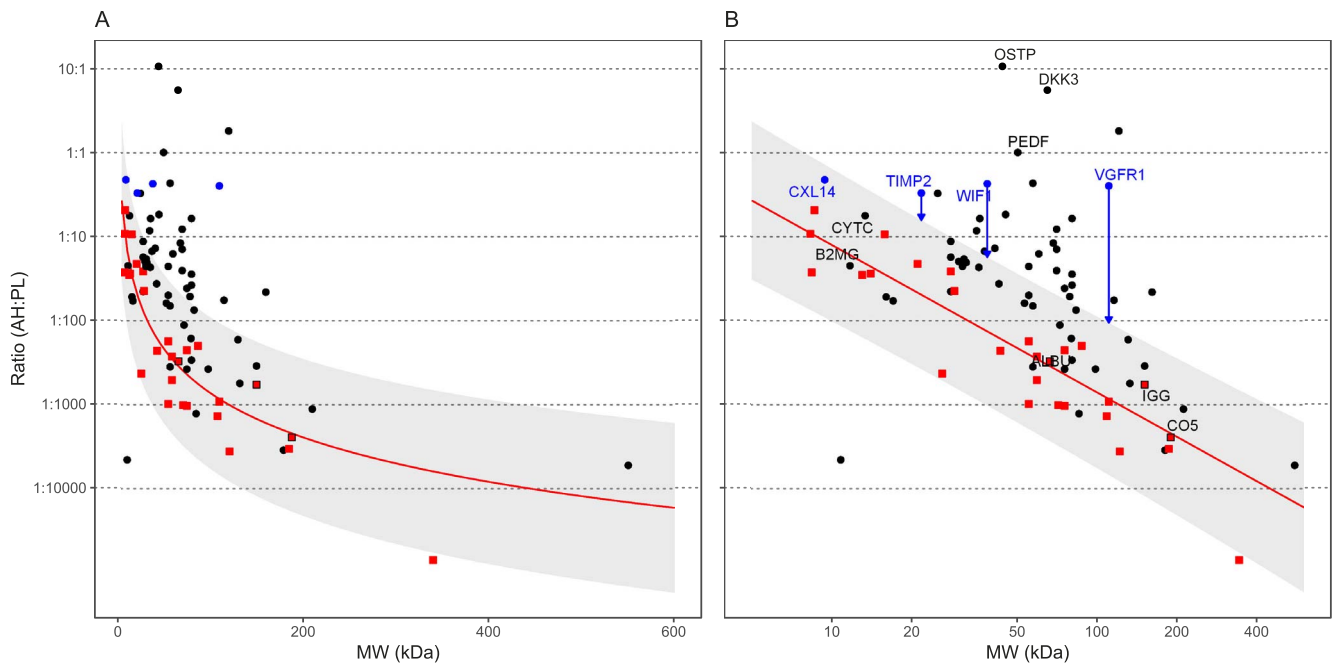 A
B
Ratio (AH:PL)
10:1
1:1
1:10
1:100
1:1000
1:10000
0
200
400
600
MW (kDa)
OSTP
DKK3
PEDF
CXL14
TIMP2
WIF1
VGFR1
CYTC
B2MG
ALBU
IGG
CO5
10
20
50
100
200
400
MW (kDa)